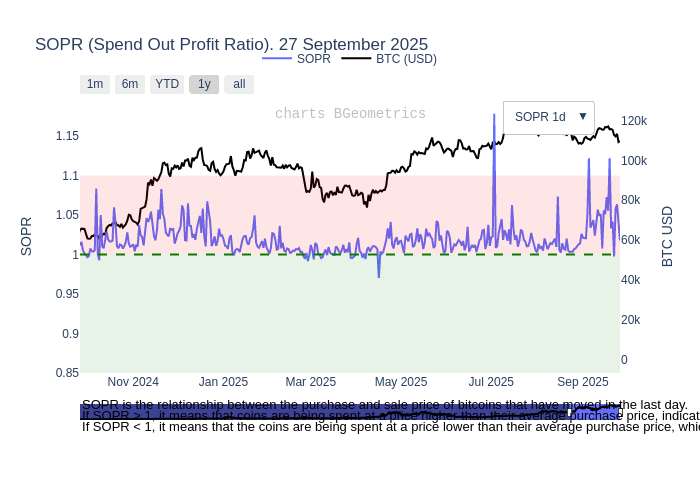 SOPR (Spend Out Profit Ratio). 27 September 2025
SOPR BTC (USD)
1m 6m YTD 1y all
charts BGeometrics
SOPR 1d ▼
120k
1.15
100k
1.1
80k
1.05
60k
1
40k
0.95
20k
0.9
0
0.85
SOPR
BTC USD
Nov 2024 Jan 2025 Mar 2025 May 2025 Jul 2025 Sep 2025
SOPR is the relationship between the purchase and sale price of bitcoins that have moved in the last day.
If SOPR > 1, it means that coins are being spent at a price higher than their average purchase price, indicat
If SOPR < 1, it means that the coins are being spent at a price lower than their average purchase price, whic